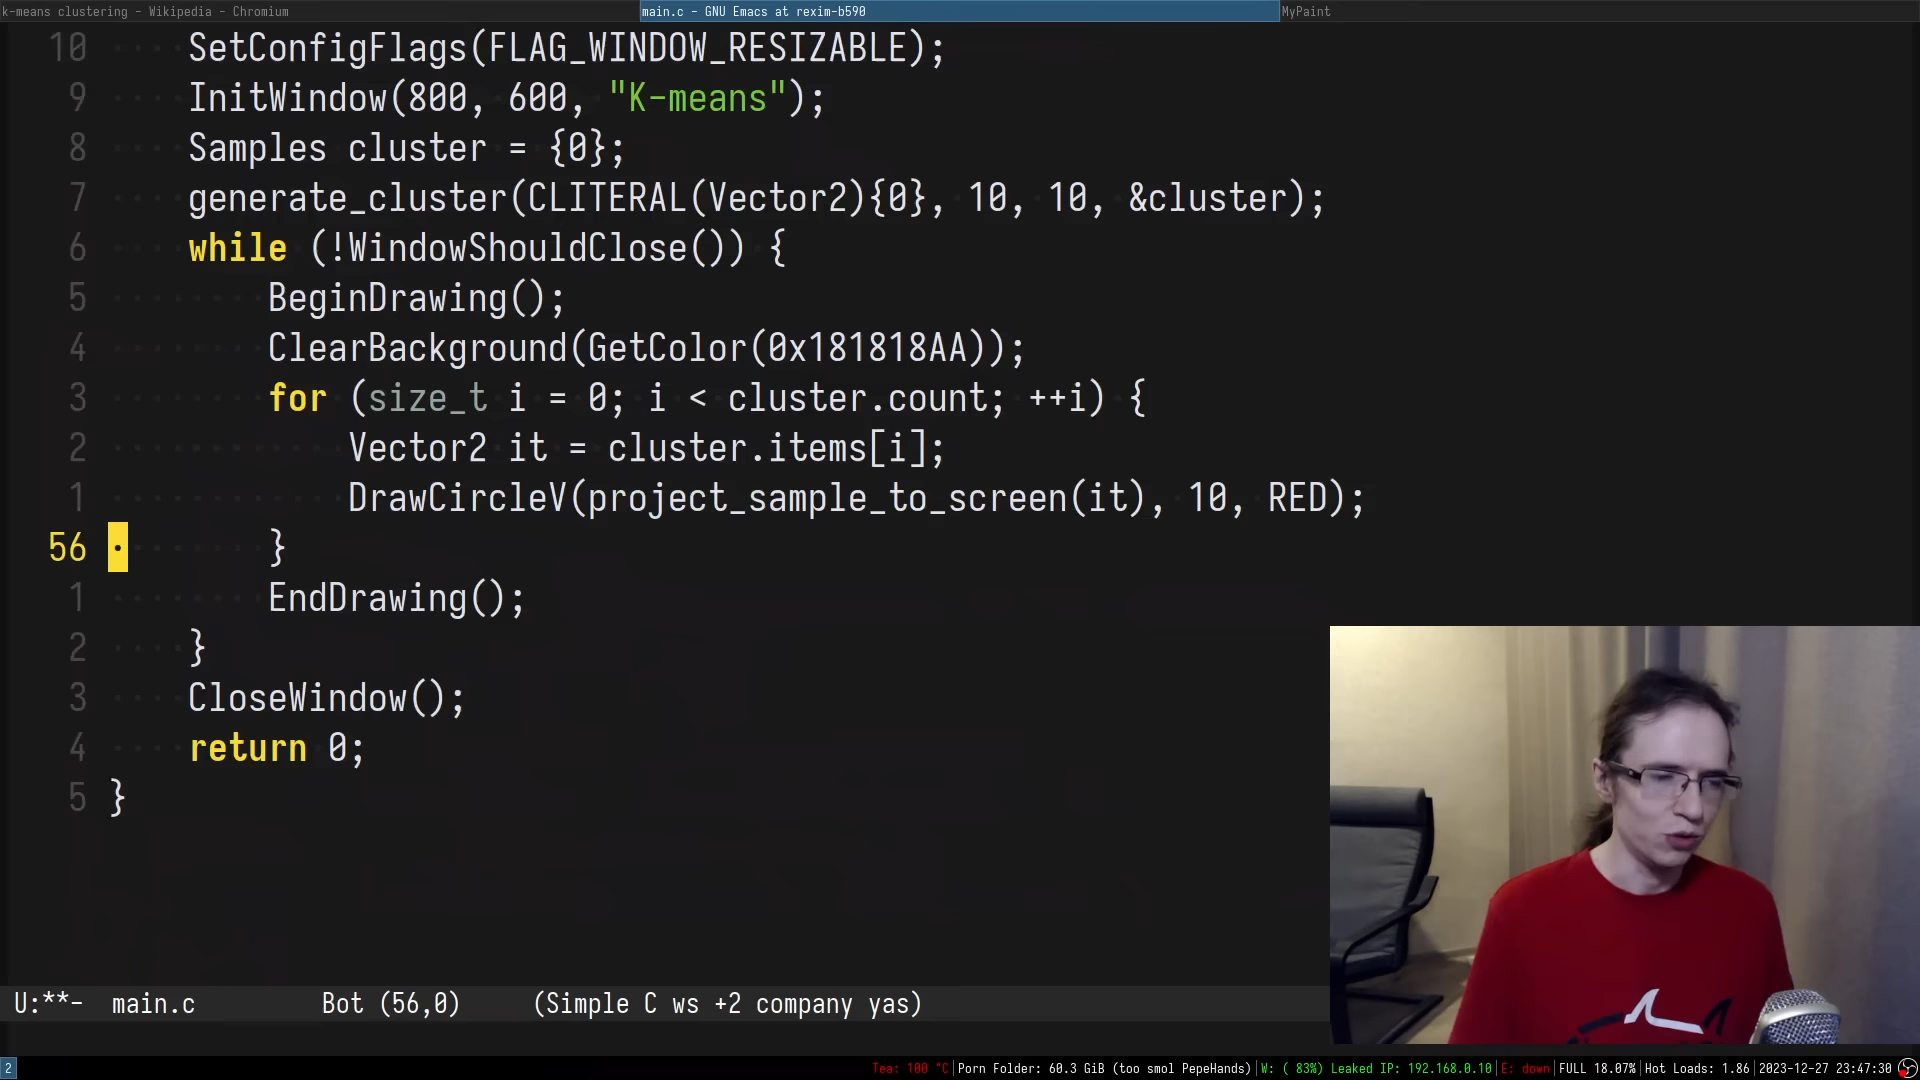 k-means clustering - Wikipedia - Chromium
main.c - GNU Emacs at rexim-b590
MyPaint
10 SetConfigFlags(FLAG_WINDOW_RESIZABLE);
9 InitWindow(800, 600, "K-means");
8 Samples cluster = {0};
7 generate_cluster(CLITERAL(Vector2){0}, 10, 10, &cluster);
6 while (!WindowShouldClose()) {
5 BeginDrawing();
4 ClearBackground(GetColor(0x181818AA));
3 for (size_t i = 0; i < cluster.count; ++i) {
2 Vector2 it = cluster.items[i];
1 DrawCircleV(project_sample_to_screen(it), 10, RED);
56 }
1 EndDrawing();
2 }
3 CloseWindow();
4 return 0;
5 }
U:**- main.c Bot (56,0) (Simple C ws +2 company yas)
2 Tea: 100 °C|Porn Folder: 60.3 GiB (too smol PepeHands)|W: ( 83%) Leaked IP: 192.168.0.10|E: down|FULL 18.07%|Hot Loads: 1.86|2023-12-27 23:47:30